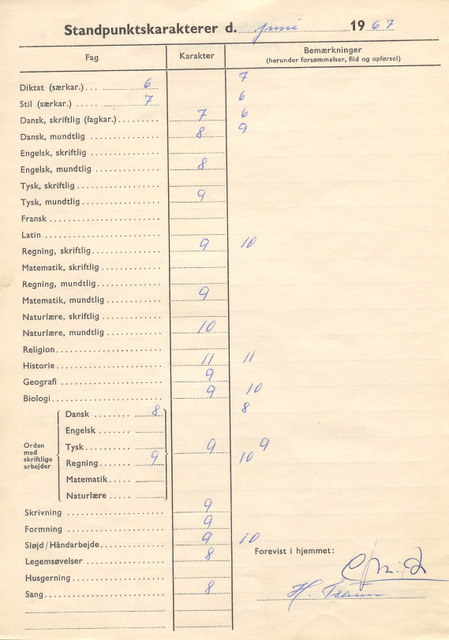 Standpunktskarakterer d. juni 1967
Fag Karakter Bemærkninger
(herunder forsømmelser, flid og opførsel)
Diktat (særkar.) . . . 6 7
Stil (særkar.) . . . . . 7 6
Dansk, skriftlig (fagkar.) . . . . . . . . . 7 6
Dansk, mundtlig . . . . . . . . . . . . . . . 8 9
Engelsk, skriftlig . . . . . . . . . . . . . . .
Engelsk, mundtlig . . . . . . . . . . . . . . 8
Tysk, skriftlig . . . . . . . . . . . . . . . . .
Tysk, mundtlig . . . . . . . . . . . . . . . . 9
Fransk . . . . . . . . . . . . . . . . . . . . .
Latin . . . . . . . . . . . . . . . . . . . . . .
Regning, skriftlig . . . . . . . . . . . . . . 9 10
Matematik, skriftlig . . . . . . . . . . . . .
Regning, mundtlig . . . . . . . . . . . . . .
Matematik, mundtlig . . . . . . . . . . . . 9
Naturlære, skriftlig . . . . . . . . . . . . .
Naturlære, mundtlig . . . . . . . . . . . . 10
Religion . . . . . . . . . . . . . . . . . . . .
Historie . . . . . . . . . . . . . . . . . . . . 11 11
Geografi . . . . . . . . . . . . . . . . . . . 9
Biologi . . . . . . . . . . . . . . . . . . . . . 9 10
Orden
med
skriftlige
arbejder
Dansk . . . . . . . . 8 8
Engelsk . . . . . . .
Tysk . . . . . . . . . . 9 9
Regning . . . . . . . 9 10
Matematik . . . . .
Naturlære . . . . . .
Skrivning . . . . . . . . . . . . . . . . . . . 9
Formning . . . . . . . . . . . . . . . . . . . 9
Sløjd/Håndarbejde . . . . . . . . . . . . . 9 10
Legemsøvelser . . . . . . . . . . . . . . . 8
Husgerning . . . . . . . . . . . . . . . . .
Sang . . . . . . . . . . . . . . . . . . . . . . 8
Forevist i hjemmet:
H.